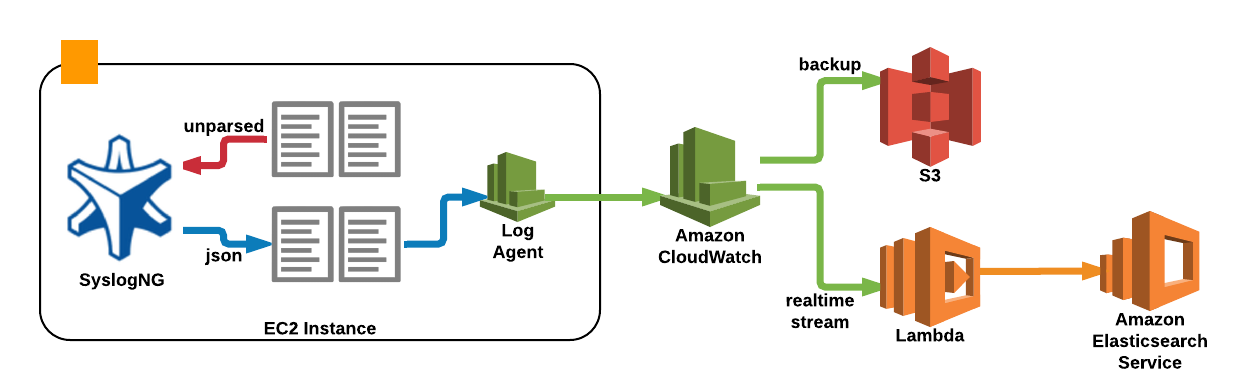 backup
unparsed
S3
json
SyslogNG
Log
Agent
Amazon
CloudWatch
EC2 Instance
realtime
stream
Lambda
Amazon
Elasticsearch
Service